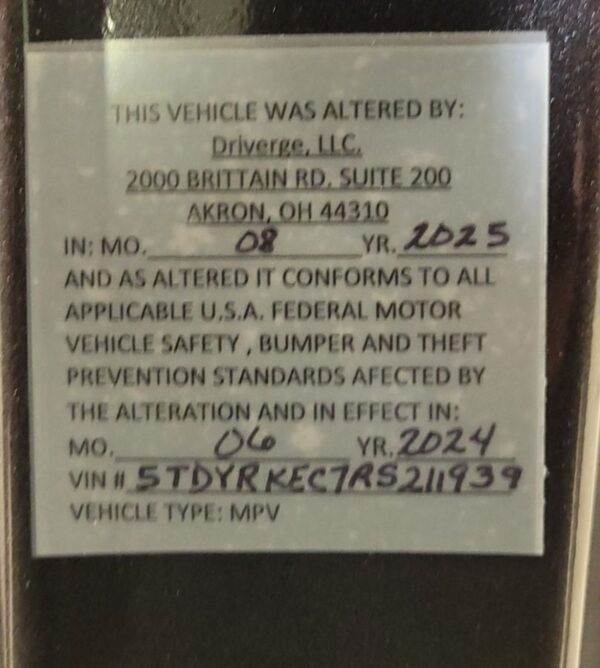 THIS VEHICLE WAS ALTERED BY:
Driverge, LLC.
2000 BRITTAIN RD. SUITE 200
AKRON, OH 44310
IN: MO. 08 YR. 2025
AND AS ALTERED IT CONFORMS TO ALL
APPLICABLE U.S.A. FEDERAL MOTOR
VEHICLE SAFETY , BUMPER AND THEFT
PREVENTION STANDARDS AFECTED BY
THE ALTERATION AND IN EFFECT IN:
MO. 06 YR. 2024
VIN # 5TDYRKEC7RS211939
VEHICLE TYPE: MPV